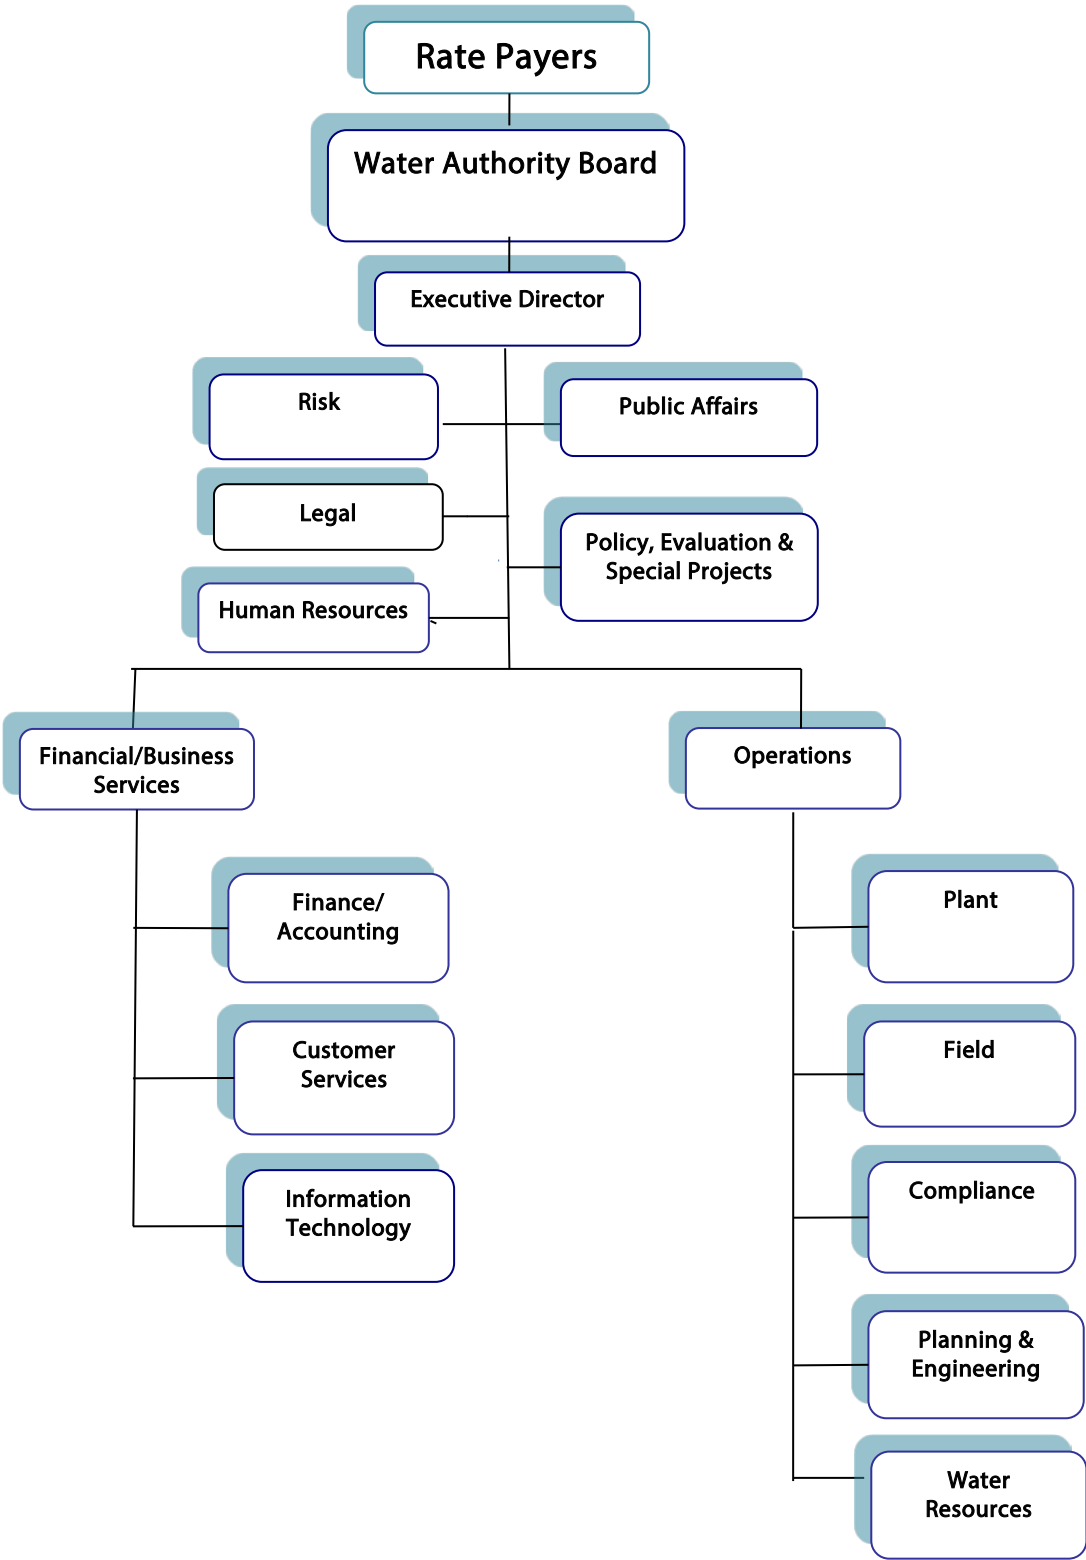 Rate Payers
Water Authority Board
Executive Director
Risk
Public Affairs
Legal
Policy, Evaluation &
Special Projects
Human Resources
Financial/Business
Services
Operations
Finance/
Accounting
Customer
Services
Information
Technology
Plant
Field
Compliance
Planning &
Engineering
Water
Resources